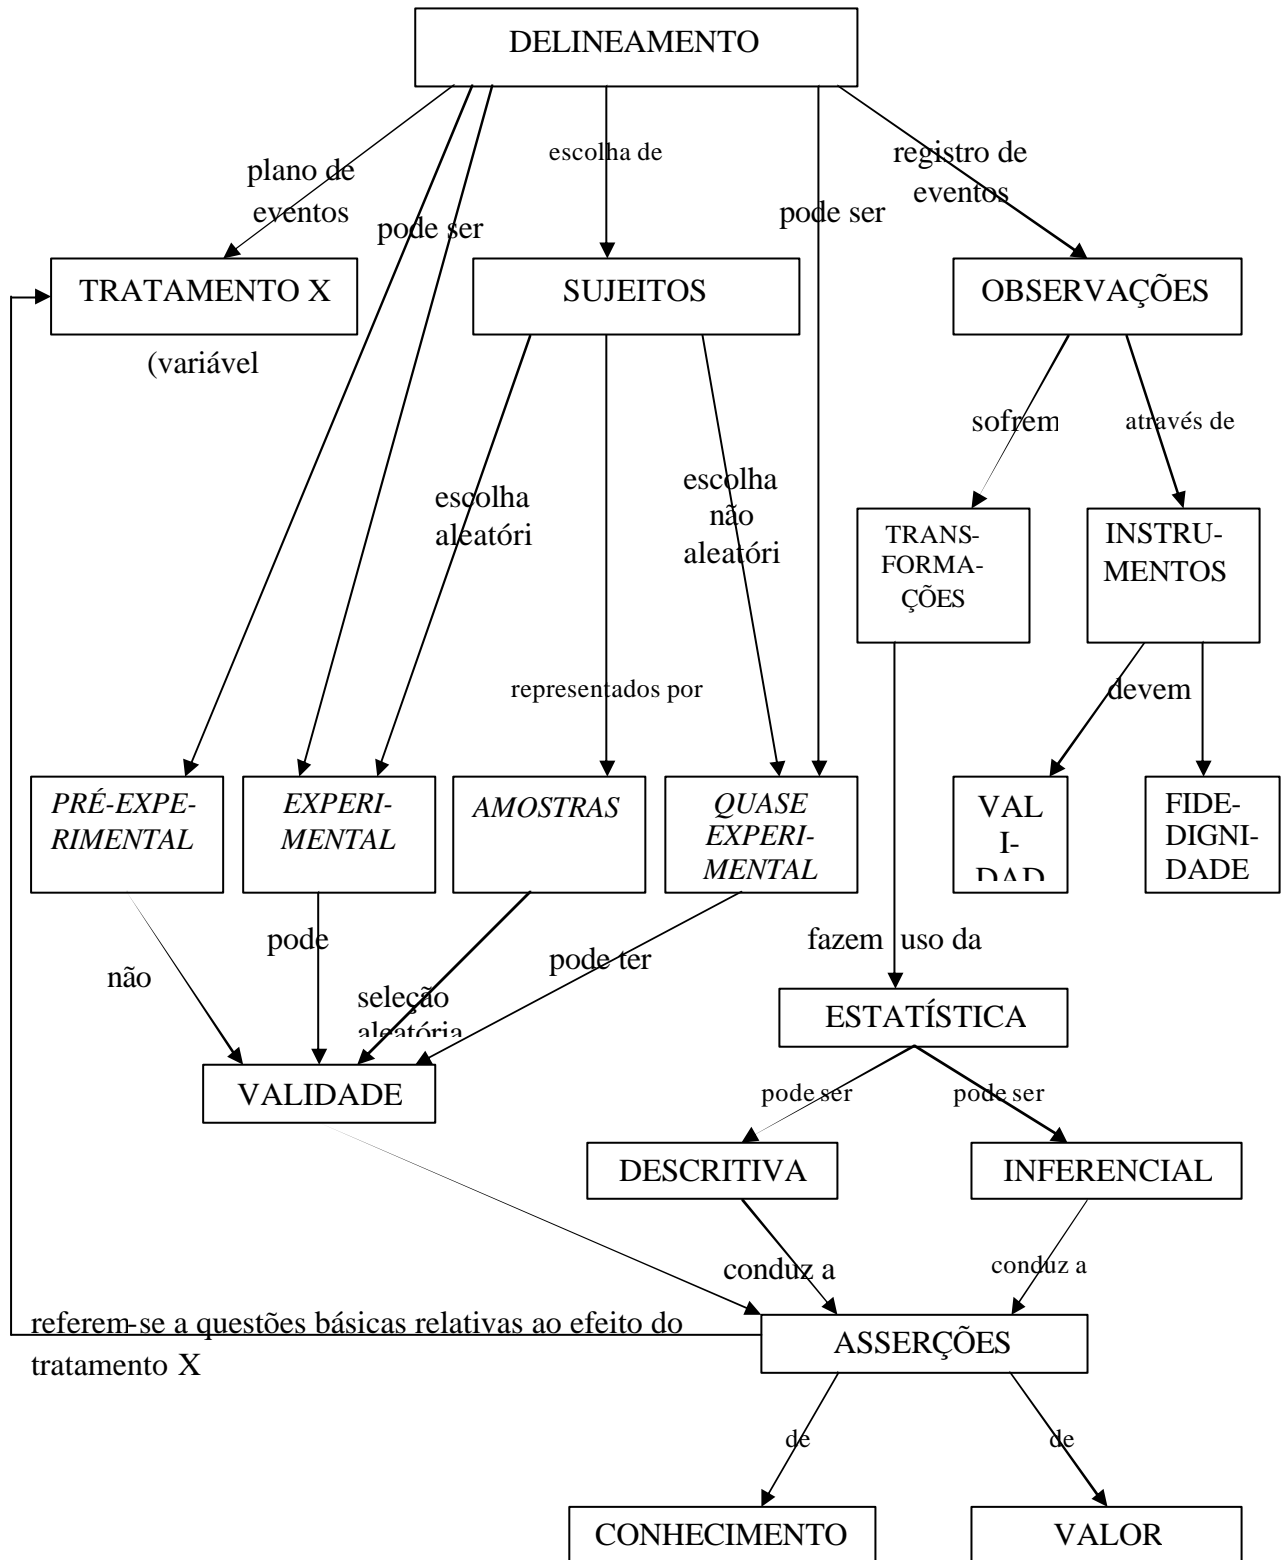 DELINEAMENTO
plano de
eventos
pode ser
escolha de
pode ser
registro de
eventos
TRATAMENTO X
(variável
SUJEITOS
OBSERVAÇÕES
escolha
aleatóri
escolha
não
aleatóri
sofrem
através de
TRANS-
FORMA-
ÇÕES
INSTRU-
MENTOS
representados por
devem
PRÉ-EXPE-
RIMENTAL
EXPERI-
MENTAL
AMOSTRAS
QUASE
EXPERI-
MENTAL
VAL
I-
DAD
FIDE-
DIGNI-
DADE
não
pode
seleção
aleatória
pode ter
fazem uso da
VALIDADE
ESTATÍSTICA
pode ser
pode ser
DESCRITIVA
INFERENCIAL
conduz a
conduz a
referem-se a questões básicas relativas ao efeito do
tratamento X
ASSERÇÕES
de
de
CONHECIMENTO
VALOR